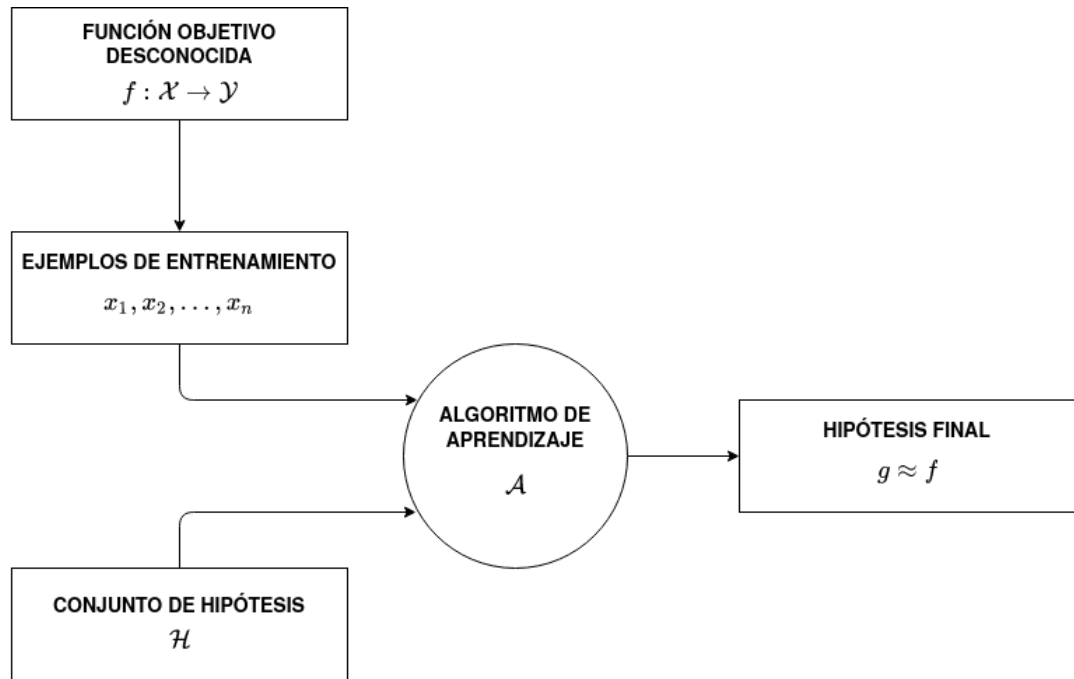 FUNCIÓN OBJETIVO
DESCONOCIDA
f : 𝒳 → 𝒴
EJEMPLOS DE ENTRENAMIENTO
x₁, x₂, . . . , xₙ
ALGORITMO DE
APRENDIZAJE
𝒜
HIPÓTESIS FINAL
g ≈ f
CONJUNTO DE HIPÓTESIS
ℋ